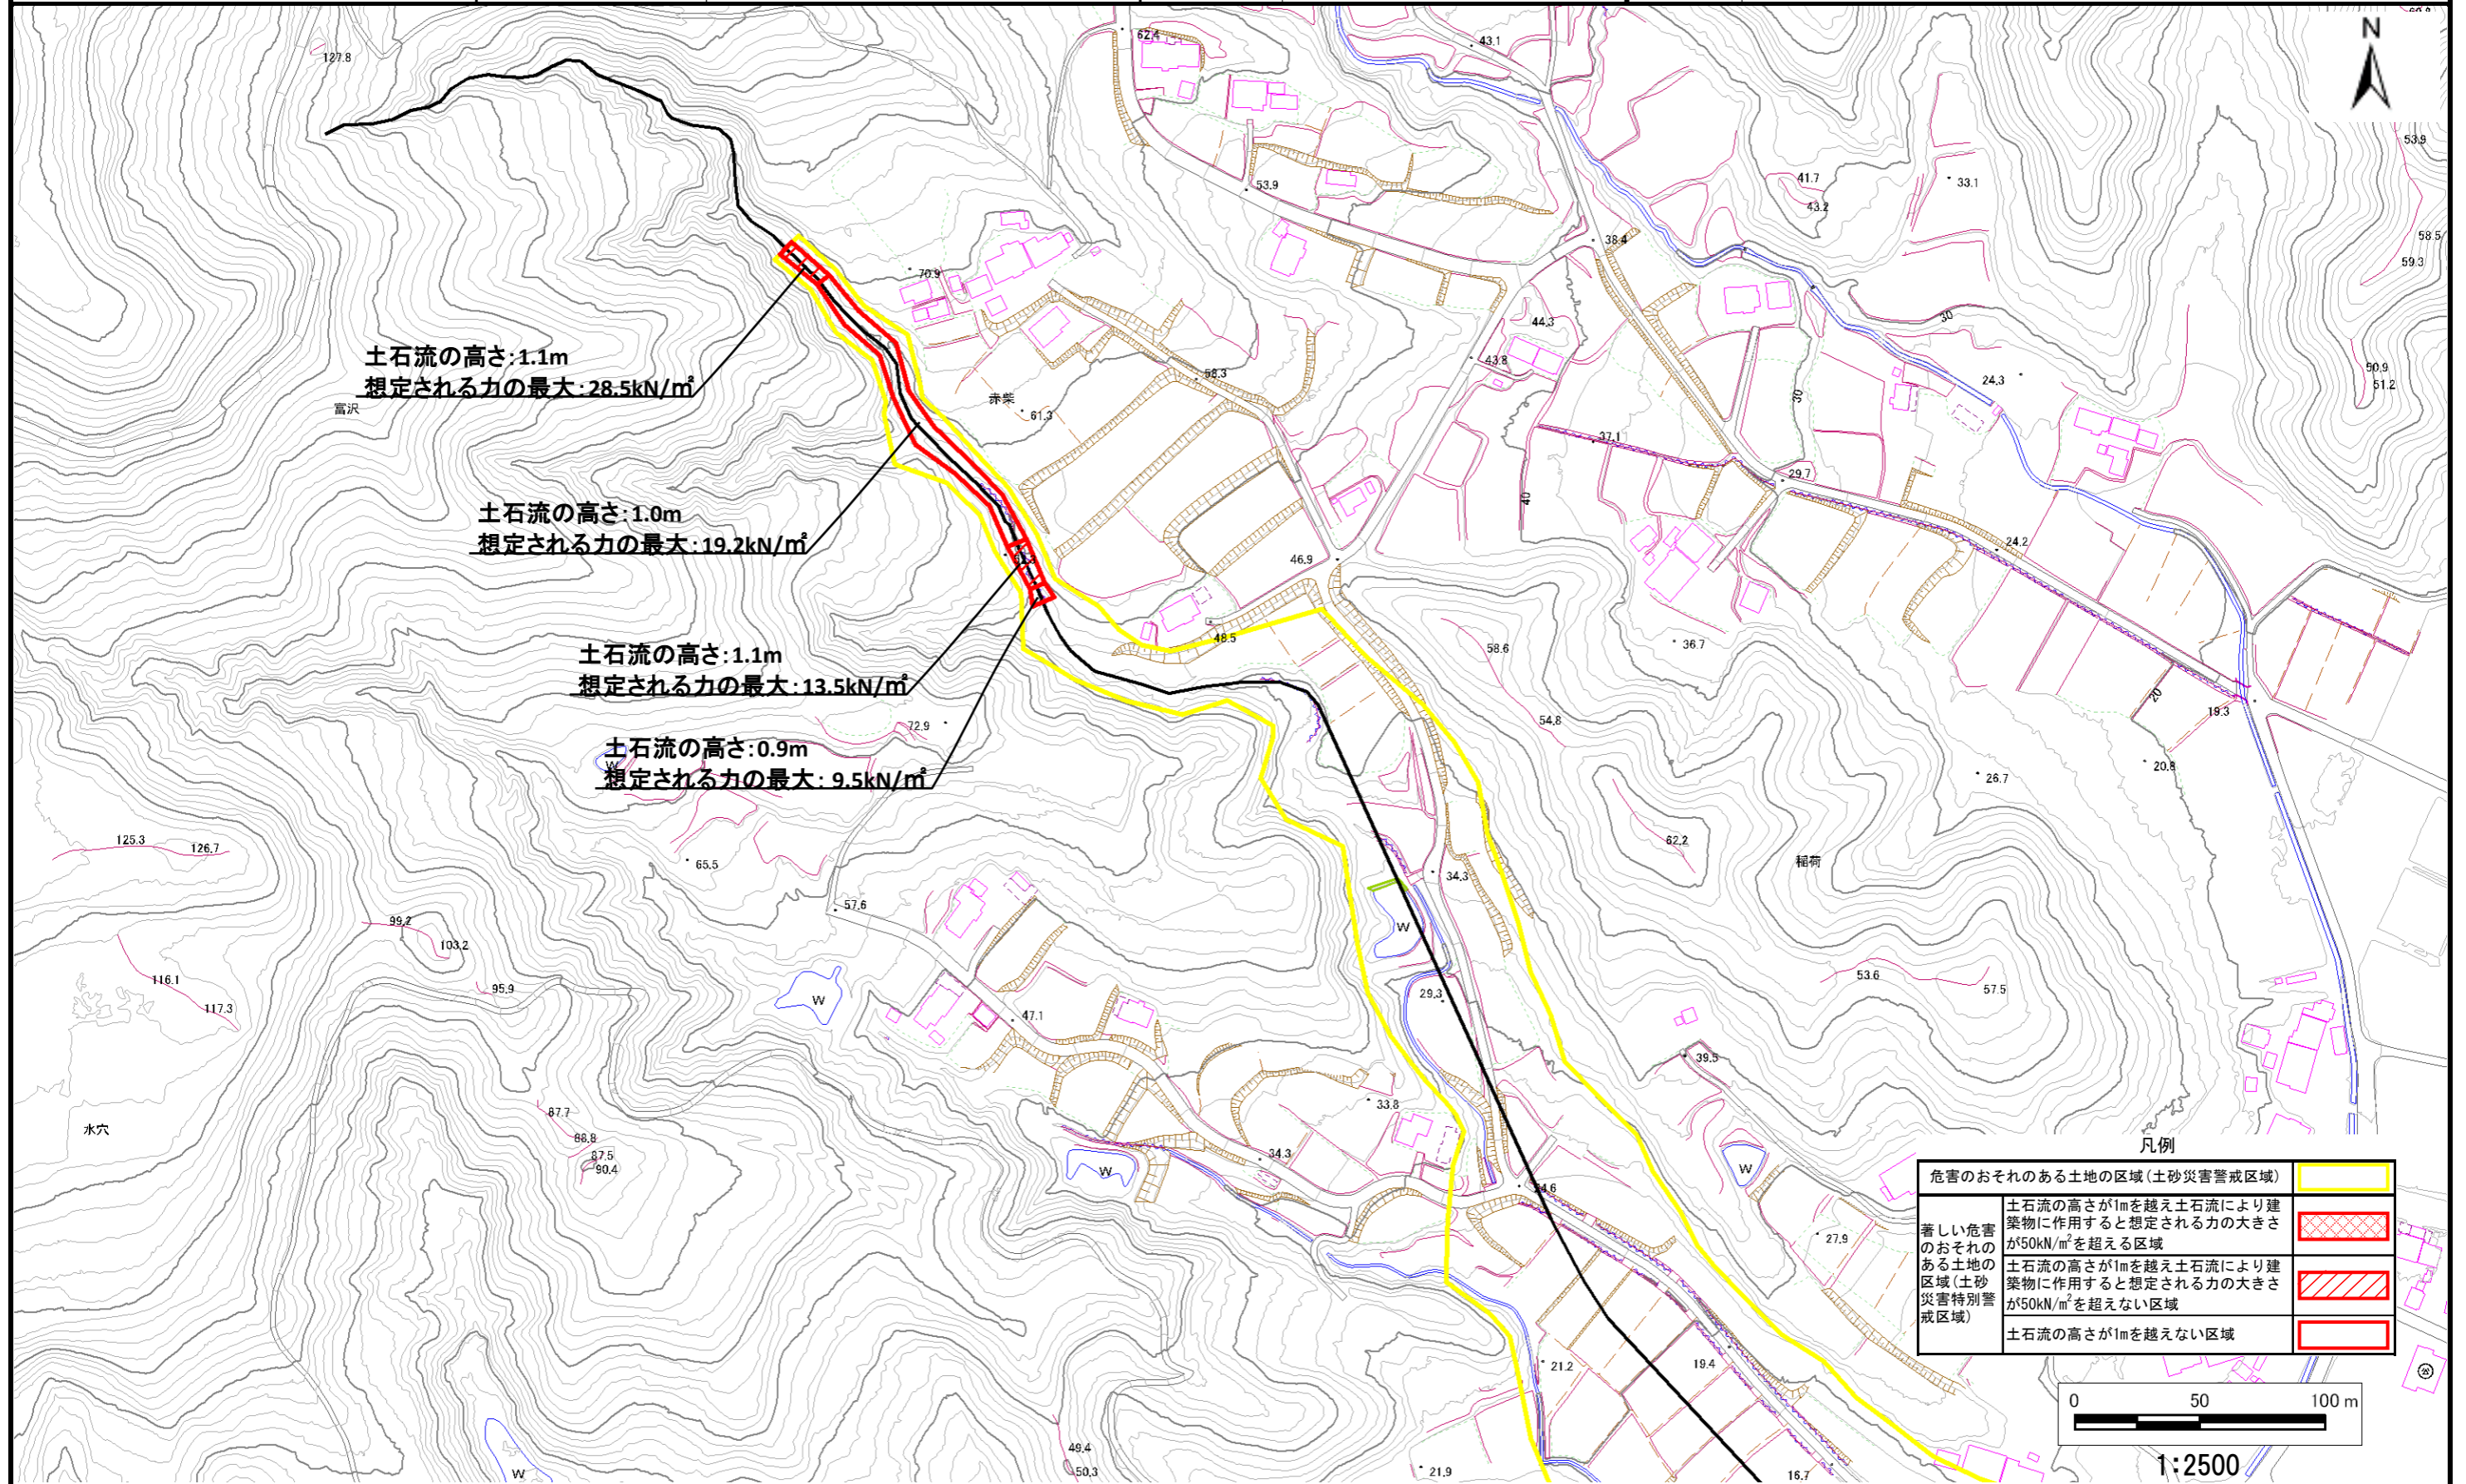 N
127.8
62.4
43.1
53.9
53.9
41.7
43.2
33.1
38.4
58.5
59.3
70.9
44.3
30
43.8
土石流の高さ:1.1m
想定される力の最大:28.5kN/㎡
富沢
58.3
赤柴
61.3
24.3
50.9
51.2
30
37.1
29.7
40
土石流の高さ:1.0m
想定される力の最大:19.2kN/㎡
46.9
24.2
48.5
58.6
36.7
土石流の高さ:1.1m
想定される力の最大:13.5kN/㎡
72.9
54.8
20
19.3
土石流の高さ:0.9m
想定される力の最大: 9.5kN/㎡
W
26.7
20.8
125.3
126.7
65.5
62.2
稲荷
34.3
57.6
99.2
103.2
W
116.1
117.3
95.9
W
47.1
29.3
53.6
57.5
39.5
水穴
87.7
88.8
87.5
90.4
33.8
34.3
W
W
27.9
凡例
危害のおそれのある土地の区域(土砂災害警戒区域)
著しい危害
のおそれの
ある土地の
区域(土砂
災害特別警
戒区域)
土石流の高さが1mを越え土石流により建
築物に作用すると想定される力の大きさ
が50kN/㎡を超える区域
土石流の高さが1mを越え土石流により建
築物に作用すると想定される力の大きさ
が50kN/㎡を超えない区域
土石流の高さが1mを越えない区域
21.2
19.4
0 50 100 m
1:2500
49.4
50.3
21.9
16.7
W